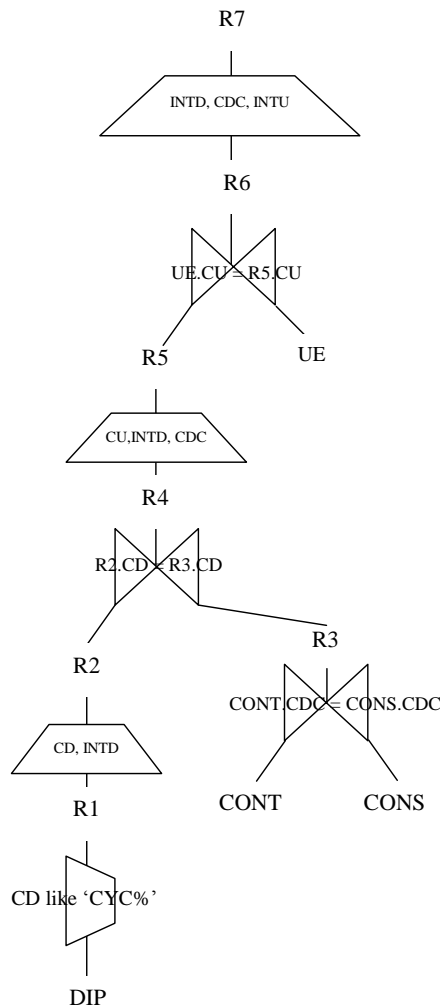 R7
INTD, CDC, INTU
R6
UE.CU = R5.CU
R5
UE
CU,INTD, CDC
R4
R2.CD = R3.CD
R3
R2
CONT.CDC = CONS.CDC
CD, INTD
CONT
CONS
R1
CD like ‘CYC%’
DIP